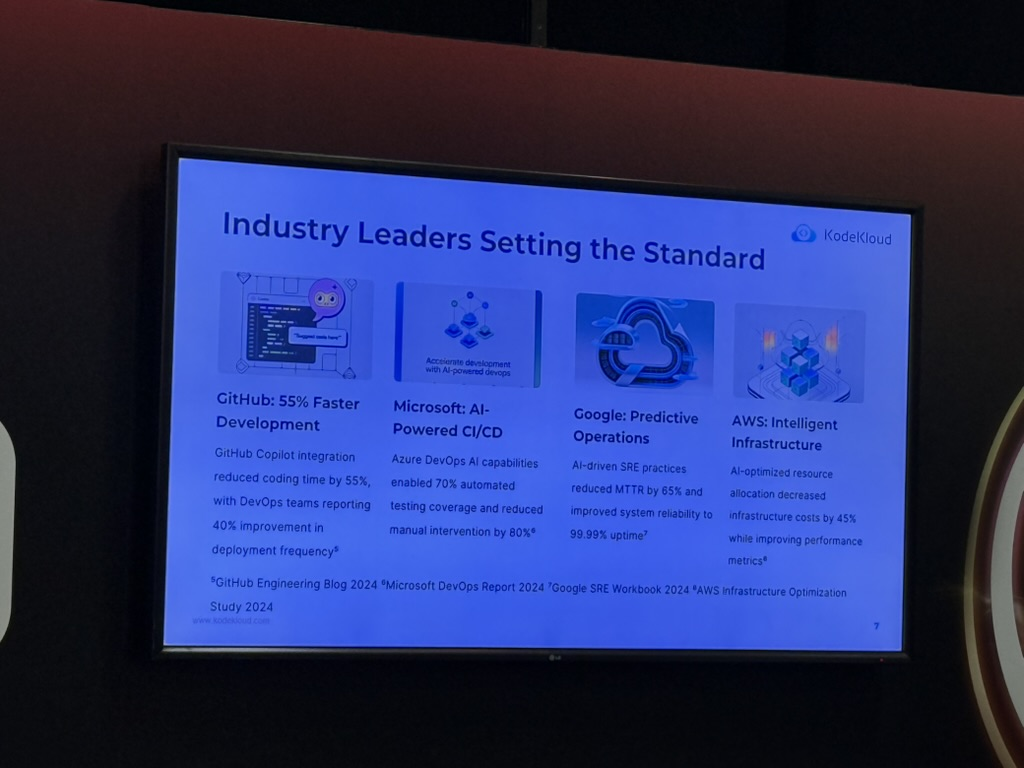 Industry Leaders Setting the Standard
KodeKloud
"Suggest tests here"
Accelerate development
with AI-powered devops
GitHub: 55% Faster
Development
GitHub Copilot integration
reduced coding time by 55%,
with DevOps teams reporting
40% improvement in
deployment frequency⁵
Microsoft: AI-
Powered CI/CD
Azure DevOps AI capabilities
enabled 70% automated
testing coverage and reduced
manual intervention by 80%⁶
Google: Predictive
Operations
AI-driven SRE practices
reduced MTTR by 65% and
improved system reliability to
99.99% uptime⁷
AWS: Intelligent
Infrastructure
AI-optimized resource
allocation decreased
infrastructure costs by 45%
while improving performance
metrics⁸
⁵GitHub Engineering Blog 2024 ⁶Microsoft DevOps Report 2024 ⁷Google SRE Workbook 2024 ⁸AWS Infrastructure Optimization
Study 2024
www.kodekloud.com
7
LG